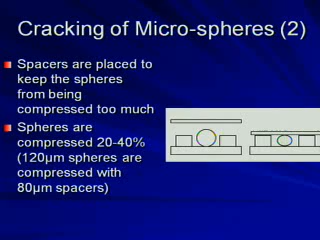 Cracking of Micro-spheres (2)
Spacers are placed to
keep the spheres
from being
compressed too much
Spheres are
compressed 20-40%
(120µm spheres are
compressed with
80µm spacers)